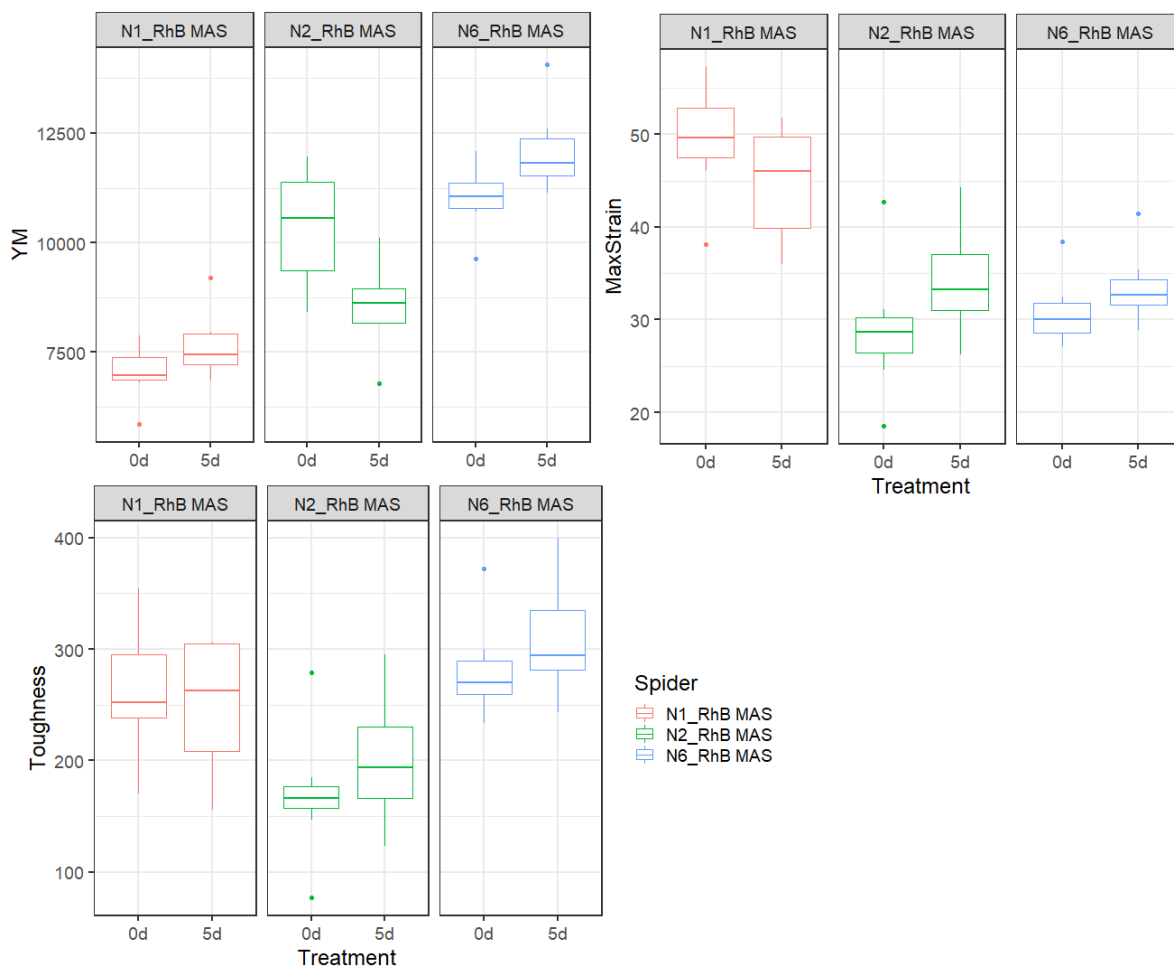 N1_RhB MAS N2_RhB MAS N6_RhB MAS
YM
12500
10000
7500
0d 5d 0d 5d 0d 5d
N1_RhB MAS N2_RhB MAS N6_RhB MAS
MaxStrain
50
40
30
20
0d 5d 0d 5d 0d 5d
Treatment
N1_RhB MAS N2_RhB MAS N6_RhB MAS
Toughness
400
300
200
100
0d 5d 0d 5d 0d 5d
Treatment
Spider
N1_RhB MAS
N2_RhB MAS
N6_RhB MAS